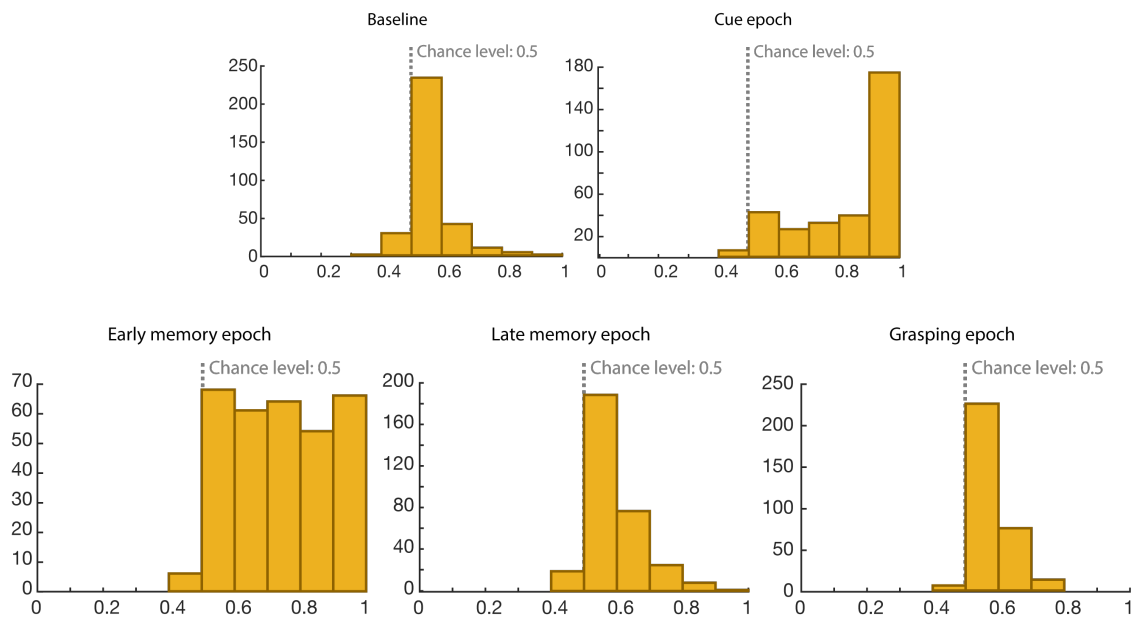 Baseline
Cue epoch
Chance level: 0.5
Chance level: 0.5
250
200
150
100
50
0
0 0.2 0.4 0.6 0.8 1
180
140
100
60
20
0 0.2 0.4 0.6 0.8 1
Early memory epoch
Late memory epoch
Grasping epoch
Chance level: 0.5
Chance level: 0.5
Chance level: 0.5
70
60
50
40
30
20
10
0
0 0.2 0.4 0.6 0.8 1
200
160
120
80
40
0
0 0.2 0.4 0.6 0.8 1
250
200
150
100
50
0
0 0.2 0.4 0.6 0.8 1